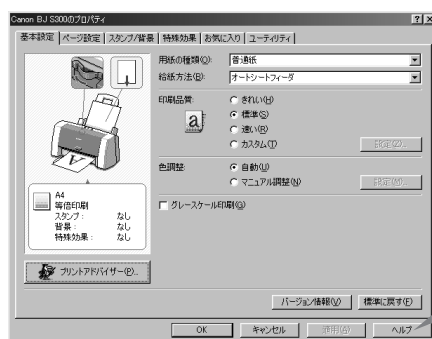 Canon BJ S300のプロパティ
基本設定 ページ設定 スタンプ/背景 特殊効果 お気に入り ユーティリティ
用紙の種類(Q): 普通紙
給紙方法(B): オートシートフィーダ
印刷品質: きれい(H)
標準(S)
速い(R)
カスタム(T) 設定(Z)...
色調整: 自動(U)
マニュアル調整(N) 設定(M)...
グレースケール印刷(G)
A4
等倍印刷
スタンプ: なし
背景: なし
特殊効果: なし
プリントアドバイザー(P)...
バージョン情報(V) 標準に戻す(F)
OK キャンセル 適用(A) ヘルプ